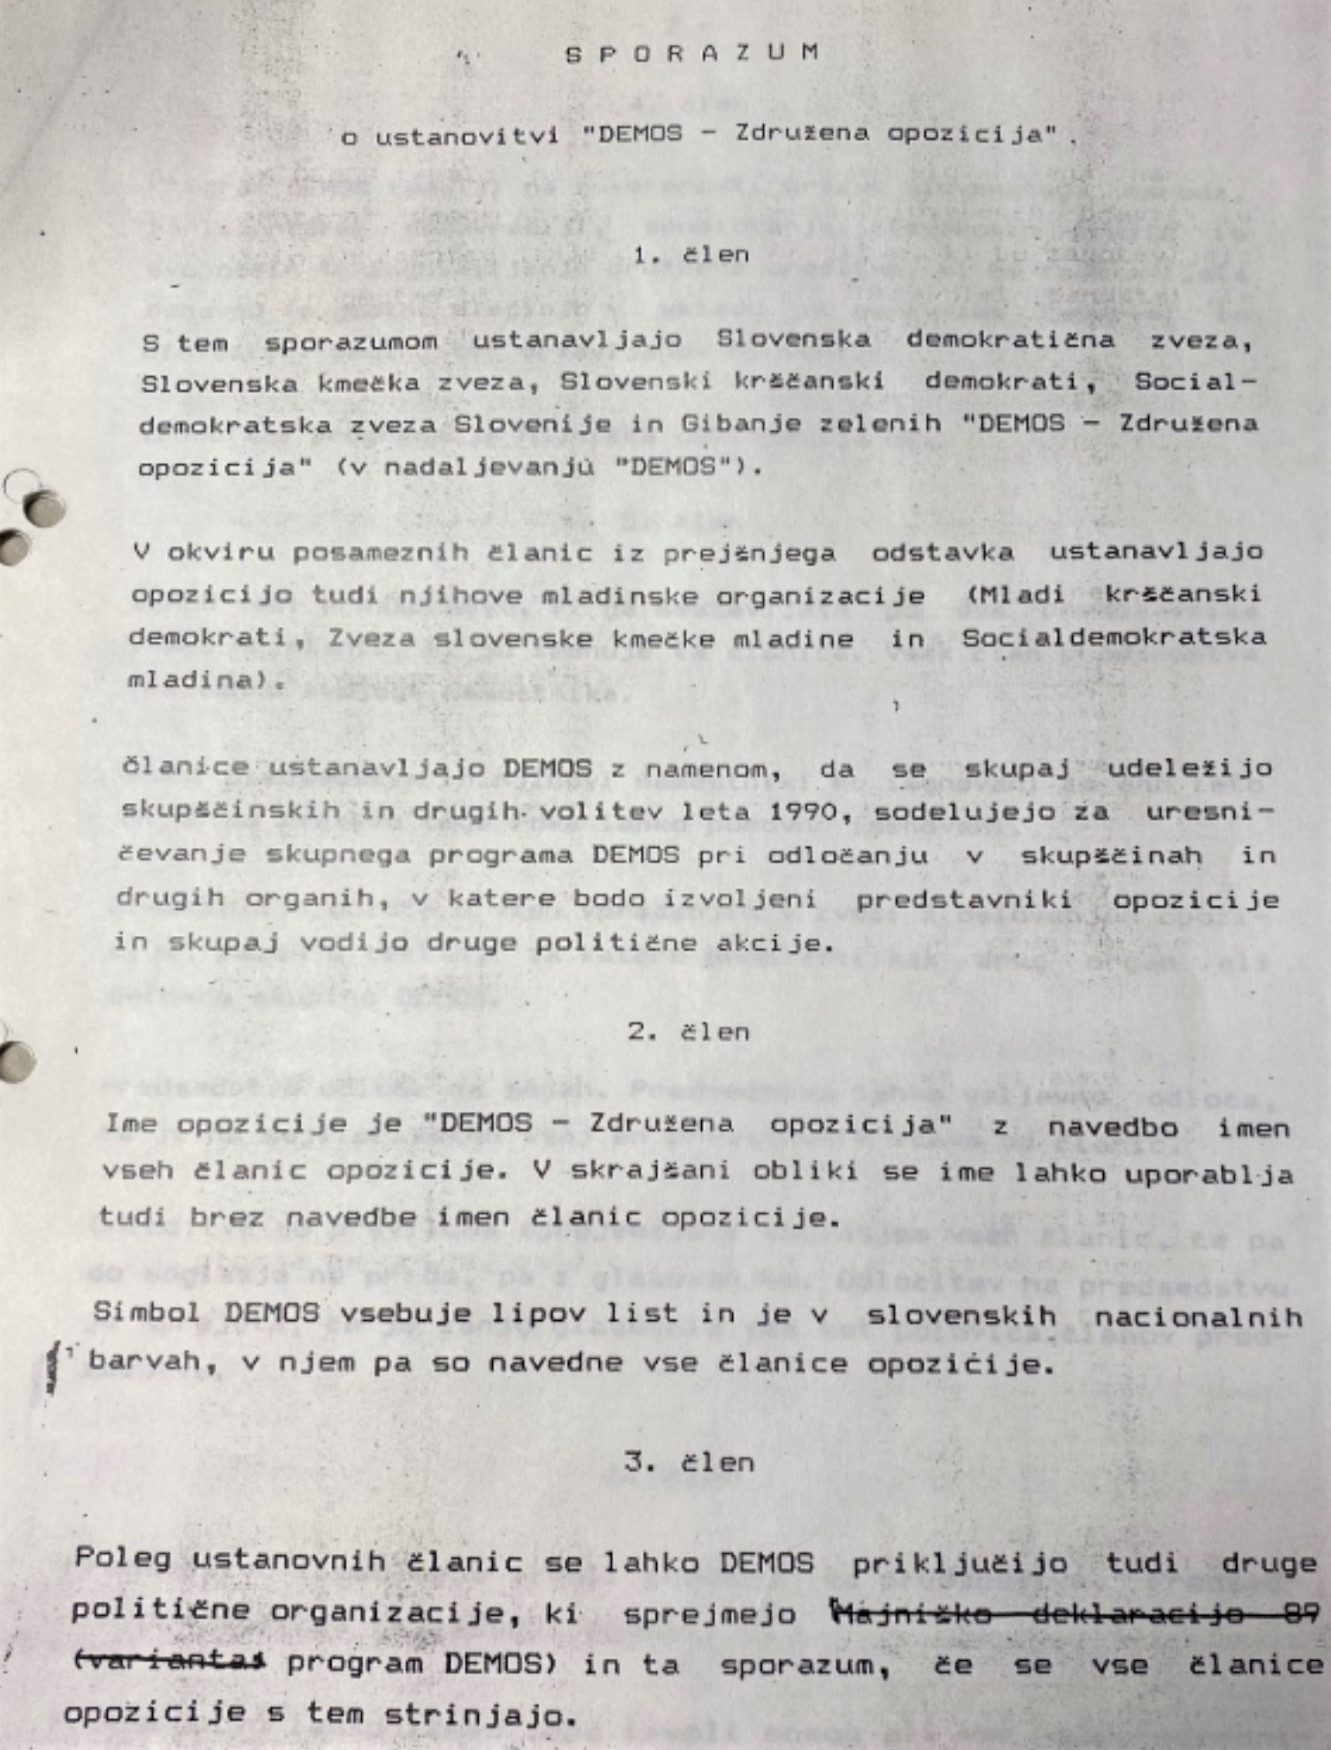 S P O R A Z U M
o ustanovitvi "DEMOS - Združena opozicija".
1. člen
S tem sporazumom ustanavljajo Slovenska demokratična zveza,
Slovenska kmečka zveza, Slovenski krščanski demokrati, Social-
demokratska zveza Slovenije in Gibanje zelenih "DEMOS - Združena
opozicija" (v nadaljevanju "DEMOS").
V okviru posameznih članic iz prejšnjega odstavka ustanavljajo
opozicijo tudi njihove mladinske organizacije (Mladi krščanski
demokrati, Zveza slovenske kmečke mladine in Socialdemokratska
mladina).
članice ustanavljajo DEMOS z namenom, da se skupaj udeležijo
skupščinskih in drugih volitev leta 1990, sodelujejo za uresni-
čevanje skupnega programa DEMOS pri odločanju v skupščinah in
drugih organih, v katere bodo izvoljeni predstavniki opozicije
in skupaj vodijo druge politične akcije.
2. člen
Ime opozicije je "DEMOS - Združena opozicija" z navedbo imen
vseh članic opozicije. V skrajšani obliki se ime lahko uporablja
tudi brez navedbe imen članic opozicije.
Simbol DEMOS vsebuje lipov list in je v slovenskih nacionalnih
barvah, v njem pa so navedne vse članice opozicije.
3. člen
Poleg ustanovnih članic se lahko DEMOS priključijo tudi druge
politične organizacije, ki sprejmejo Majniško deklaracijo 89
(varianta: program DEMOS) in ta sporazum, če se vse članice
opozicije s tem strinjajo.